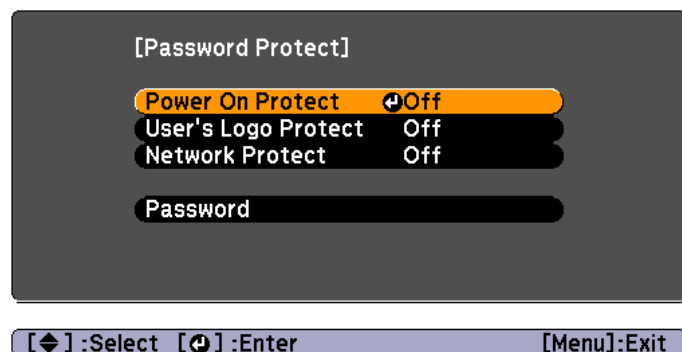 [Password Protect]
Power On Protect Off
User's Logo Protect Off
Network Protect Off
Password
[◆] :Select [⏎] :Enter [Menu]:Exit